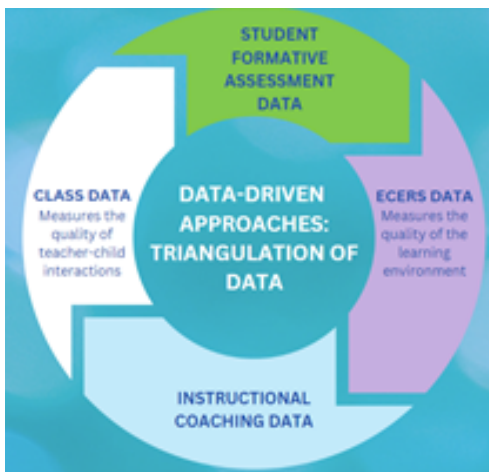 STUDENT
FORMATIVE
ASSESSMENT
DATA
CLASS DATA
Measures the
quality of
teacher-child
interactions
DATA-DRIVEN
APPROACHES:
TRIANGULATION OF
DATA
ECERS DATA
Measures the
quality of the
learning
environment
INSTRUCTIONAL
COACHING DATA